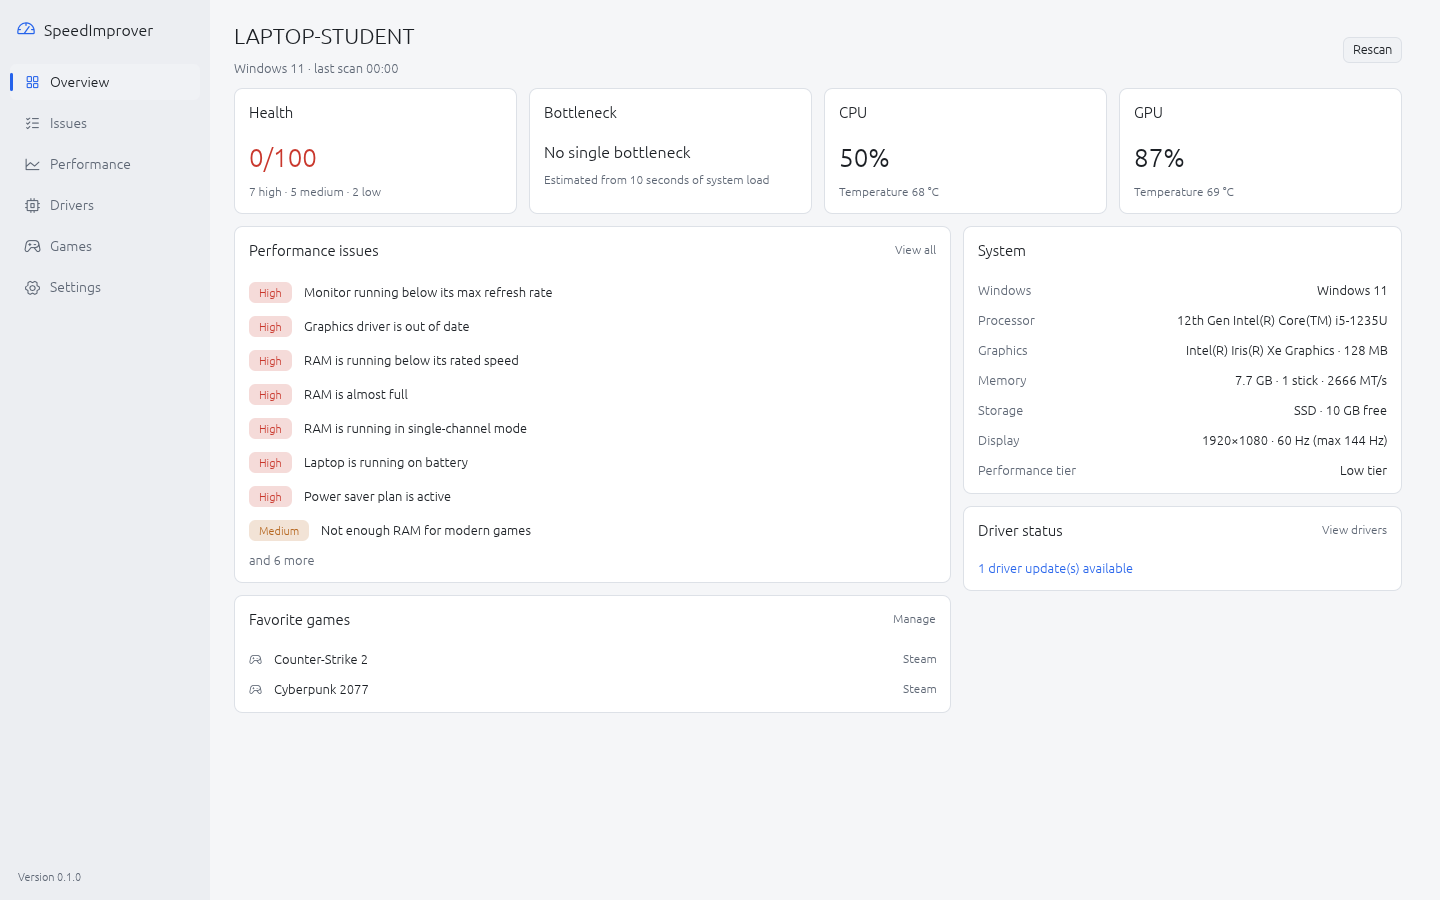 SpeedImprover
Overview
Issues
Performance
Drivers
Games
Settings
Version 0.1.0
LAPTOP-STUDENT
Windows 11 · last scan 00:00
Rescan
Health
0/100
7 high · 5 medium · 2 low
Bottleneck
No single bottleneck
Estimated from 10 seconds of system load
CPU
50%
Temperature 68 °C
GPU
87%
Temperature 69 °C
Performance issues
View all
High Monitor running below its max refresh rate
High Graphics driver is out of date
High RAM is running below its rated speed
High RAM is almost full
High RAM is running in single-channel mode
High Laptop is running on battery
High Power saver plan is active
Medium Not enough RAM for modern games
and 6 more
Favorite games
Manage
Counter-Strike 2 Steam
Cyberpunk 2077 Steam
System
Windows Windows 11
Processor 12th Gen Intel(R) Core(TM) i5-1235U
Graphics Intel(R) Iris(R) Xe Graphics · 128 MB
Memory 7.7 GB · 1 stick · 2666 MT/s
Storage SSD · 10 GB free
Display 1920×1080 · 60 Hz (max 144 Hz)
Performance tier Low tier
Driver status
View drivers
1 driver update(s) available